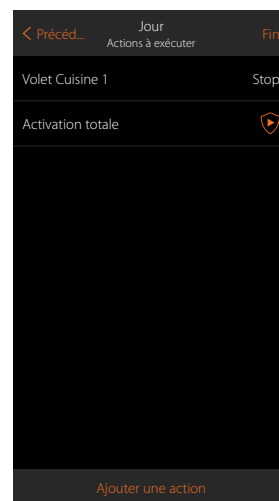 < Précéd...
Jour
Fin
Actions à exécuter
Volet Cuisine 1
Stop
Activation totale
Ajouter une action